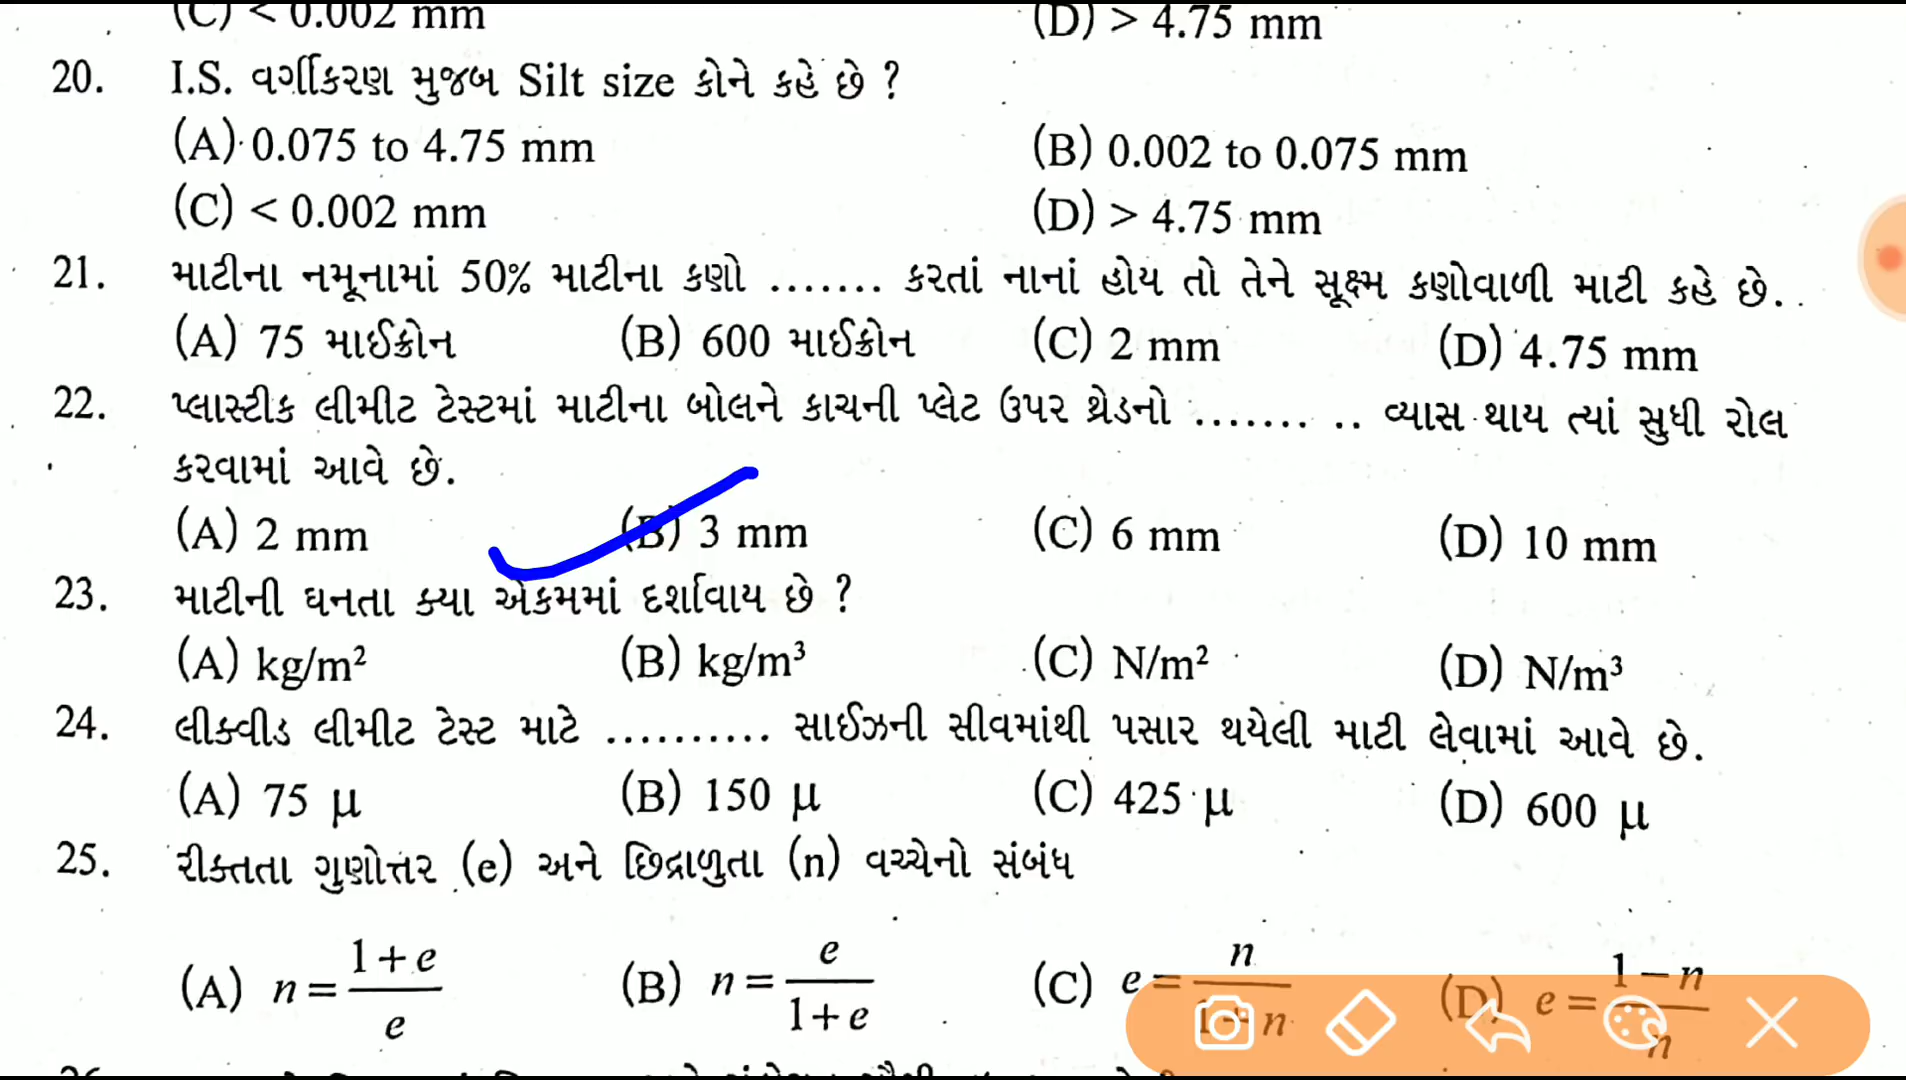 (C) < 0.002 mm (D) > 4.75 mm
20. I.S. વર્ગીકરણ મુજબ Silt size કોને કહે છે ?
(A) 0.075 to 4.75 mm (B) 0.002 to 0.075 mm
(C) < 0.002 mm (D) > 4.75 mm
21. માટીના નમૂનામાં 50% માટીના કણો ....... કરતાં નાનાં હોય તો તેને સૂક્ષ્મ કણોવાળી માટી કહે છે.
(A) 75 માઈક્રોન (B) 600 માઈક્રોન (C) 2 mm (D) 4.75 mm
22. પ્લાસ્ટીક લીમીટ ટેસ્ટમાં માટીના બોલને કાચની પ્લેટ ઉપર થ્રેડનો ......... વ્યાસ થાય ત્યાં સુધી રોલ
કરવામાં આવે છે.
(A) 2 mm (B) 3 mm (C) 6 mm (D) 10 mm
23. માટીની ઘનતા ક્યા એકમમાં દર્શાવાય છે ?
(A) kg/m² (B) kg/m³ (C) N/m² (D) N/m³
24. લીક્વીડ લીમીટ ટેસ્ટ માટે .......... સાઈઝની સીવમાંથી પસાર થયેલી માટી લેવામાં આવે છે.
(A) 75 μ (B) 150 μ (C) 425 μ (D) 600 μ
25. રીક્તતા ગુણોત્તર (e) અને છિદ્રાળુતા (n) વચ્ચેનો સંબંધ
(A) n = (1+e)/e (B) n = e/(1+e) (C) e = n/(1+n) (D) e = (1−n)/n